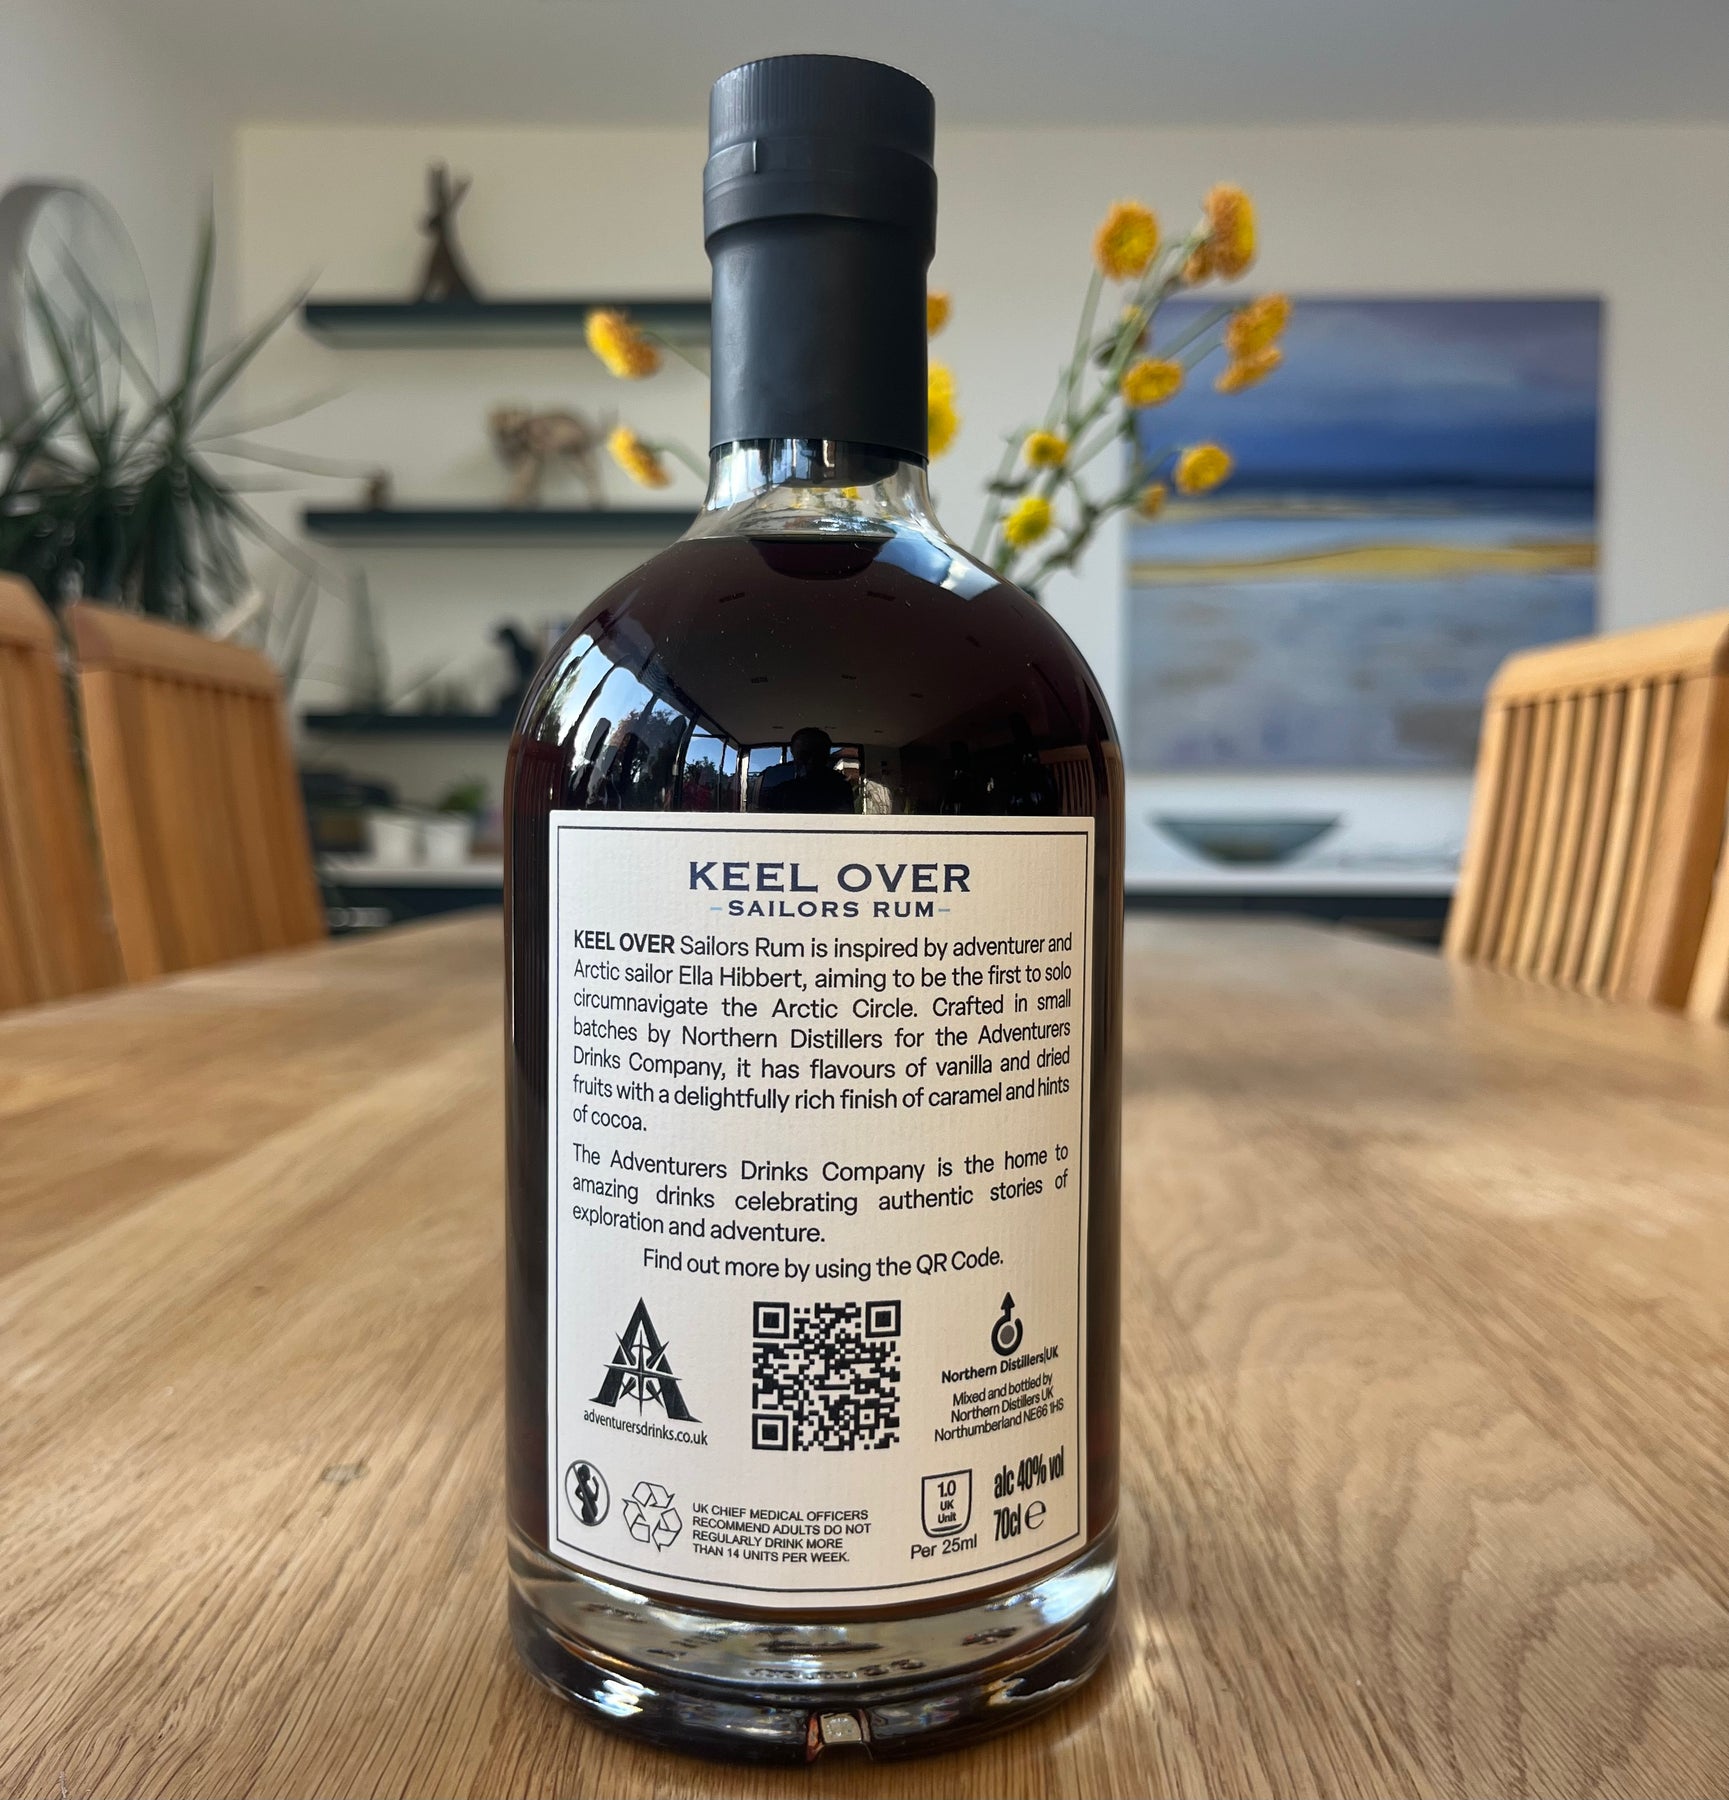 KEEL OVER
-SAILORS RUM-
KEEL OVER Sailors Rum is inspired by adventurer and
Arctic sailor Ella Hibbert, aiming to be the first to solo
circumnavigate the Arctic Circle. Crafted in small
batches by Northern Distillers for the Adventurers
Drinks Company, it has flavours of vanilla and dried
fruits with a delightfully rich finish of caramel and hints
of cocoa.
The Adventurers Drinks Company is the home to
amazing drinks celebrating authentic stories of
exploration and adventure.
Find out more by using the QR Code.
adventurersdrinks.co.uk
Northern Distillers|UK
Mixed and bottled by
Northern Distillers UK
Northumberland NE66 1HS
UK CHIEF MEDICAL OFFICERS
RECOMMEND ADULTS DO NOT
REGULARLY DRINK MORE
THAN 14 UNITS PER WEEK.
1.0
UK
Unit
Per 25ml
alc 40% vol
70cl e